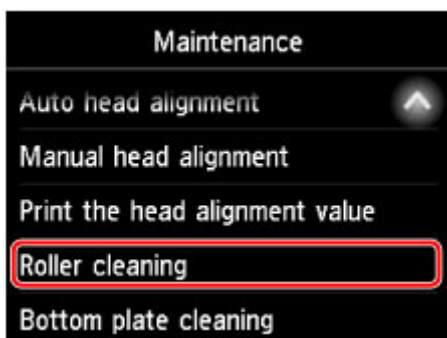 Maintenance
Auto head alignment
Manual head alignment
Print the head alignment value
Roller cleaning
Bottom plate cleaning